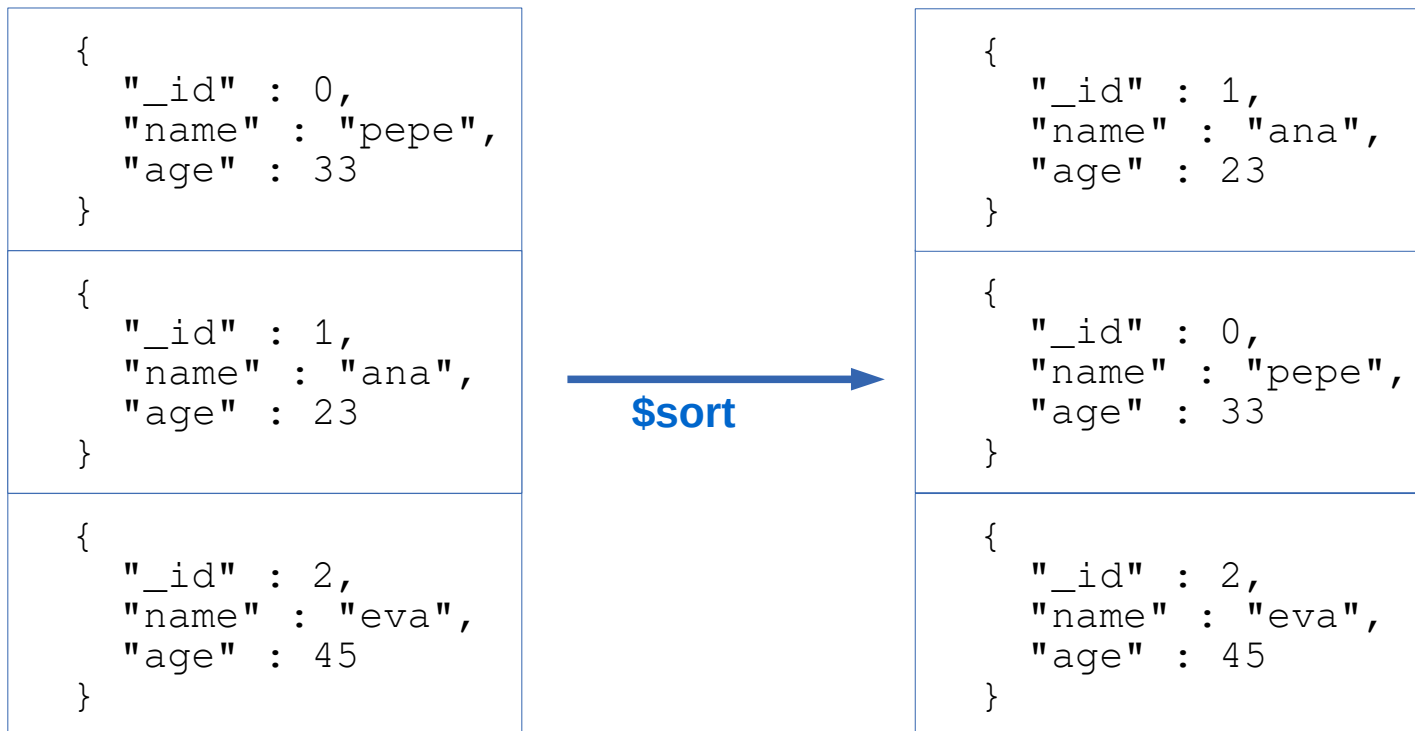 {
"_id" : 0,
"name" : "pepe",
"age" : 33
}
{
"_id" : 1,
"name" : "ana",
"age" : 23
}
{
"_id" : 2,
"name" : "eva",
"age" : 45
}
$sort
{
"_id" : 1,
"name" : "ana",
"age" : 23
}
{
"_id" : 0,
"name" : "pepe",
"age" : 33
}
{
"_id" : 2,
"name" : "eva",
"age" : 45
}